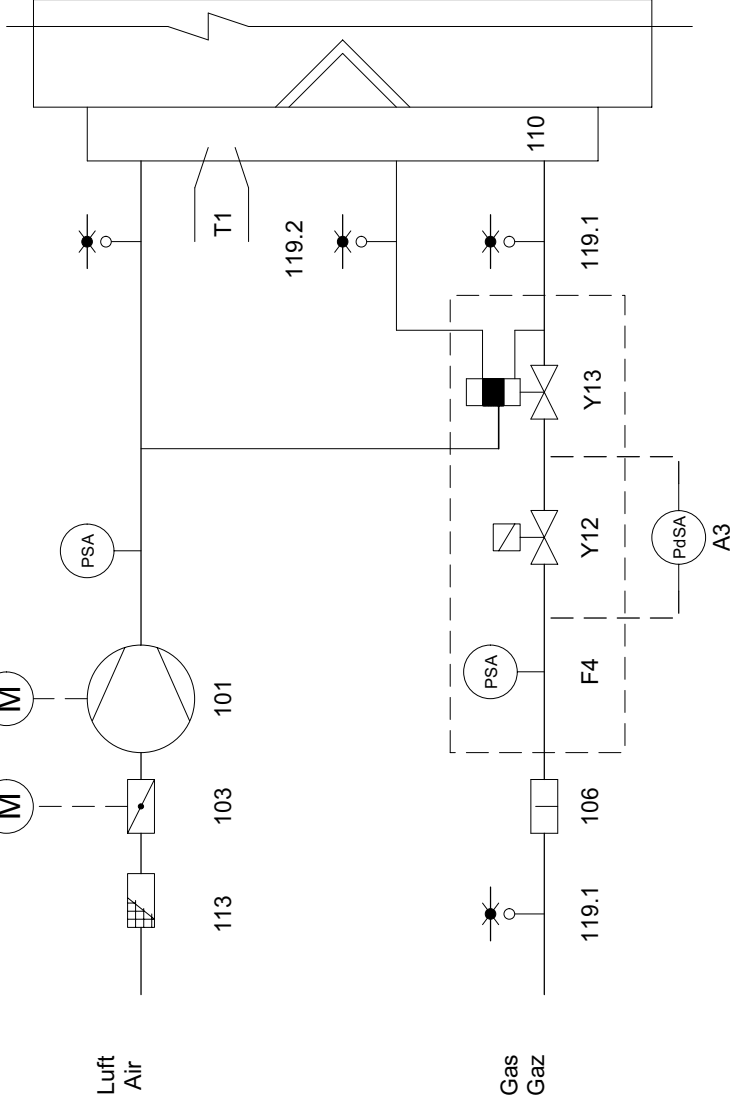 110
T1
119.2
119.1
Y13
PSA
Y12
PdSA
A3
M
101
PSA
F4
M
103
106
113
119.1
Luft
Air
Gas
Gaz